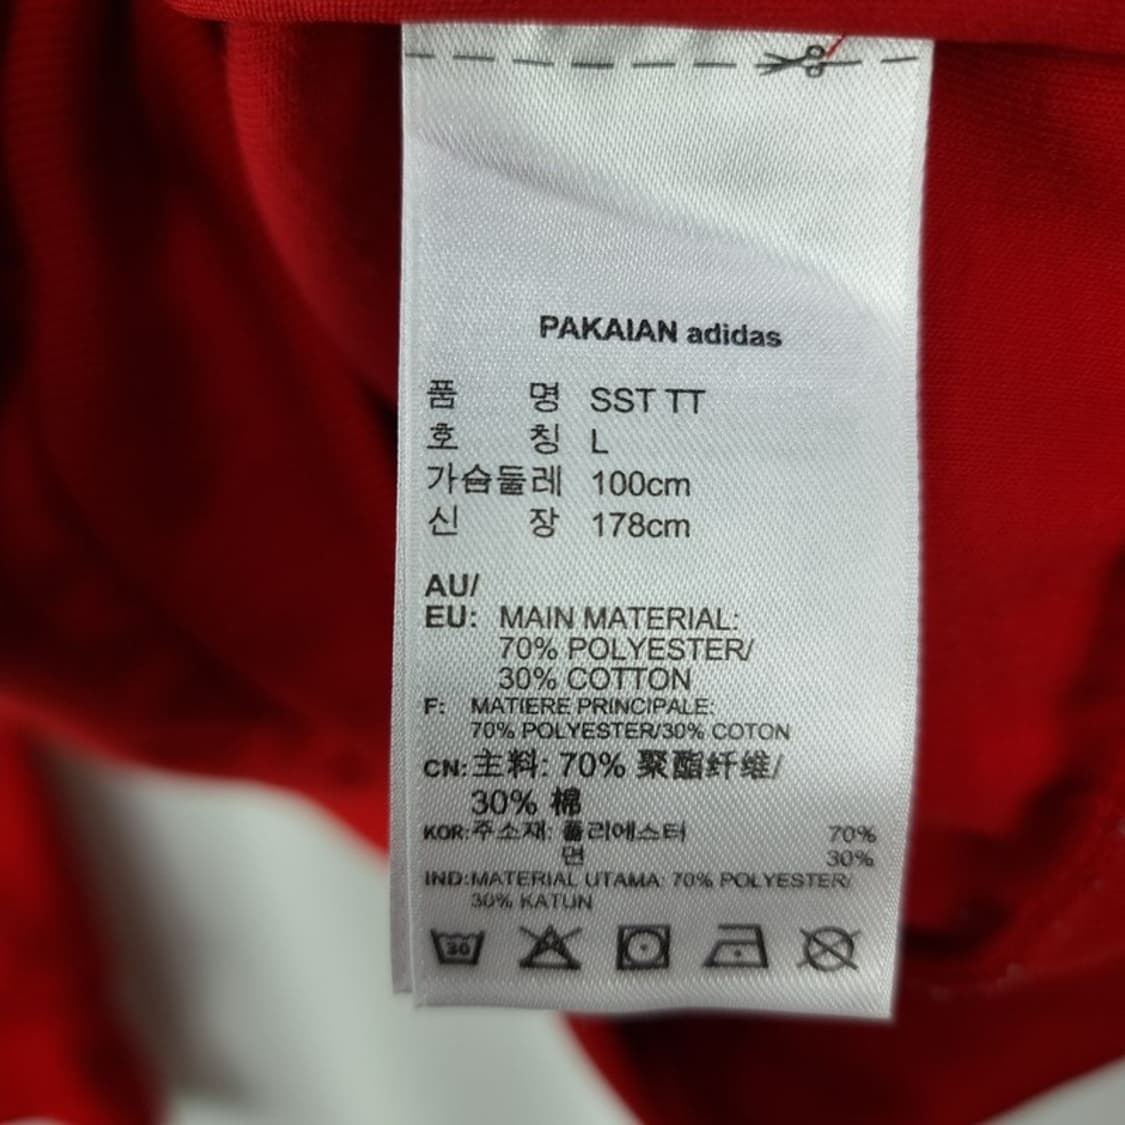 PAKAIAN adidas
품 명 SST TT
호 칭 L
가슴둘레 100cm
신 장 178cm
AU/
EU: MAIN MATERIAL:
70% POLYESTER/
30% COTTON
F: MATIERE PRINCIPALE:
70% POLYESTER/30% COTON
CN: 主料: 70% 聚酯纤维/
30% 棉
KOR: 주소재: 폴리에스터 70%
면 30%
IND: MATERIAL UTAMA: 70% POLYESTER/
30% KATUN
30